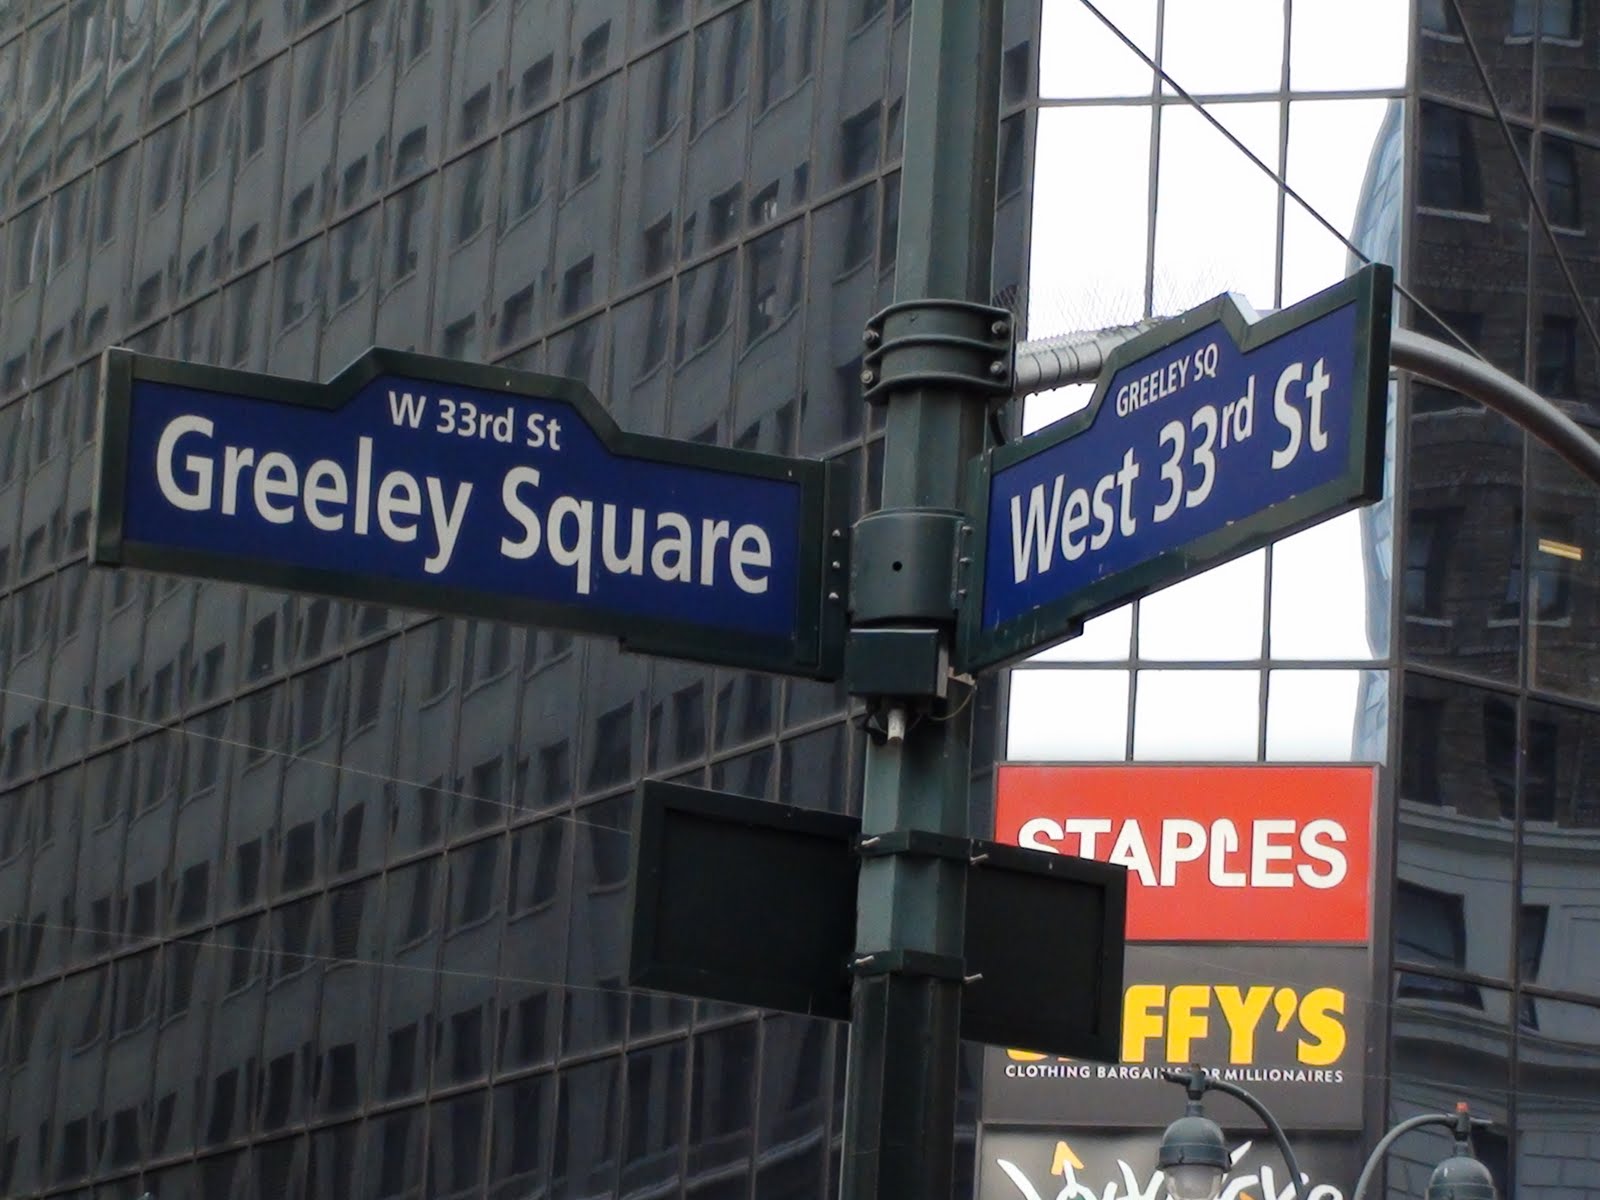 W 33rd St
Greeley Square
GREELEY SQ
West 33rd St
STAPLES
FFY'S
CLOTHING BARGAINS FOR MILLIONAIRES